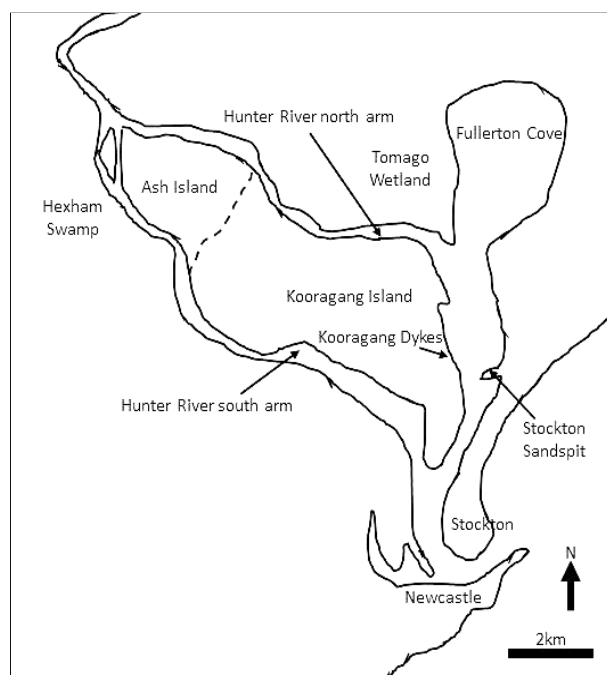 Hunter River north arm
Fullerton Cove
Tomago
Wetland
Ash Island
Hexham
Swamp
Kooragang Island
Kooragang Dykes
Hunter River south arm
Stockton
Sandspit
Stockton
N
Newcastle
2km